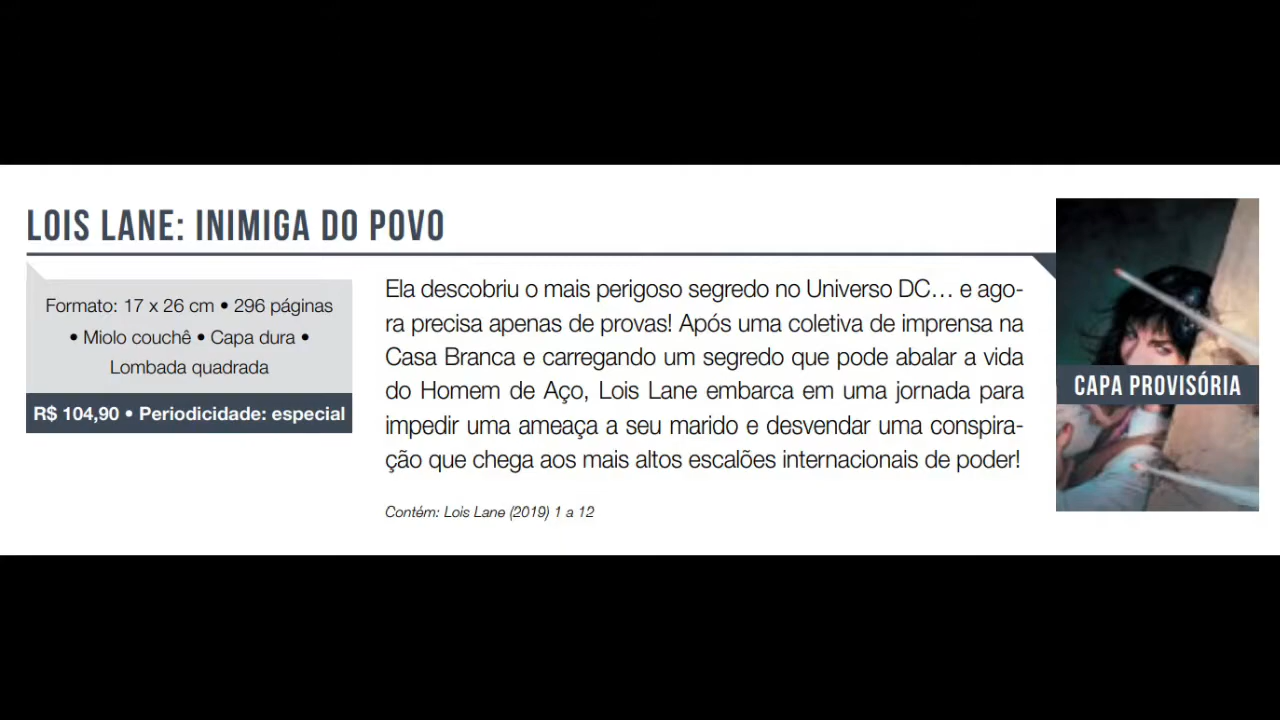 LOIS LANE: INIMIGA DO POVO
Formato: 17 x 26 cm • 296 páginas
• Miolo couchê • Capa dura •
Lombada quadrada
R$ 104,90 • Periodicidade: especial
Ela descobriu o mais perigoso segredo no Universo DC... e ago-
ra precisa apenas de provas! Após uma coletiva de imprensa na
Casa Branca e carregando um segredo que pode abalar a vida
do Homem de Aço, Lois Lane embarca em uma jornada para
impedir uma ameaça a seu marido e desvendar uma conspira-
ção que chega aos mais altos escalões internacionais de poder!
Contém: Lois Lane (2019) 1 a 12
CAPA PROVISÓRIA